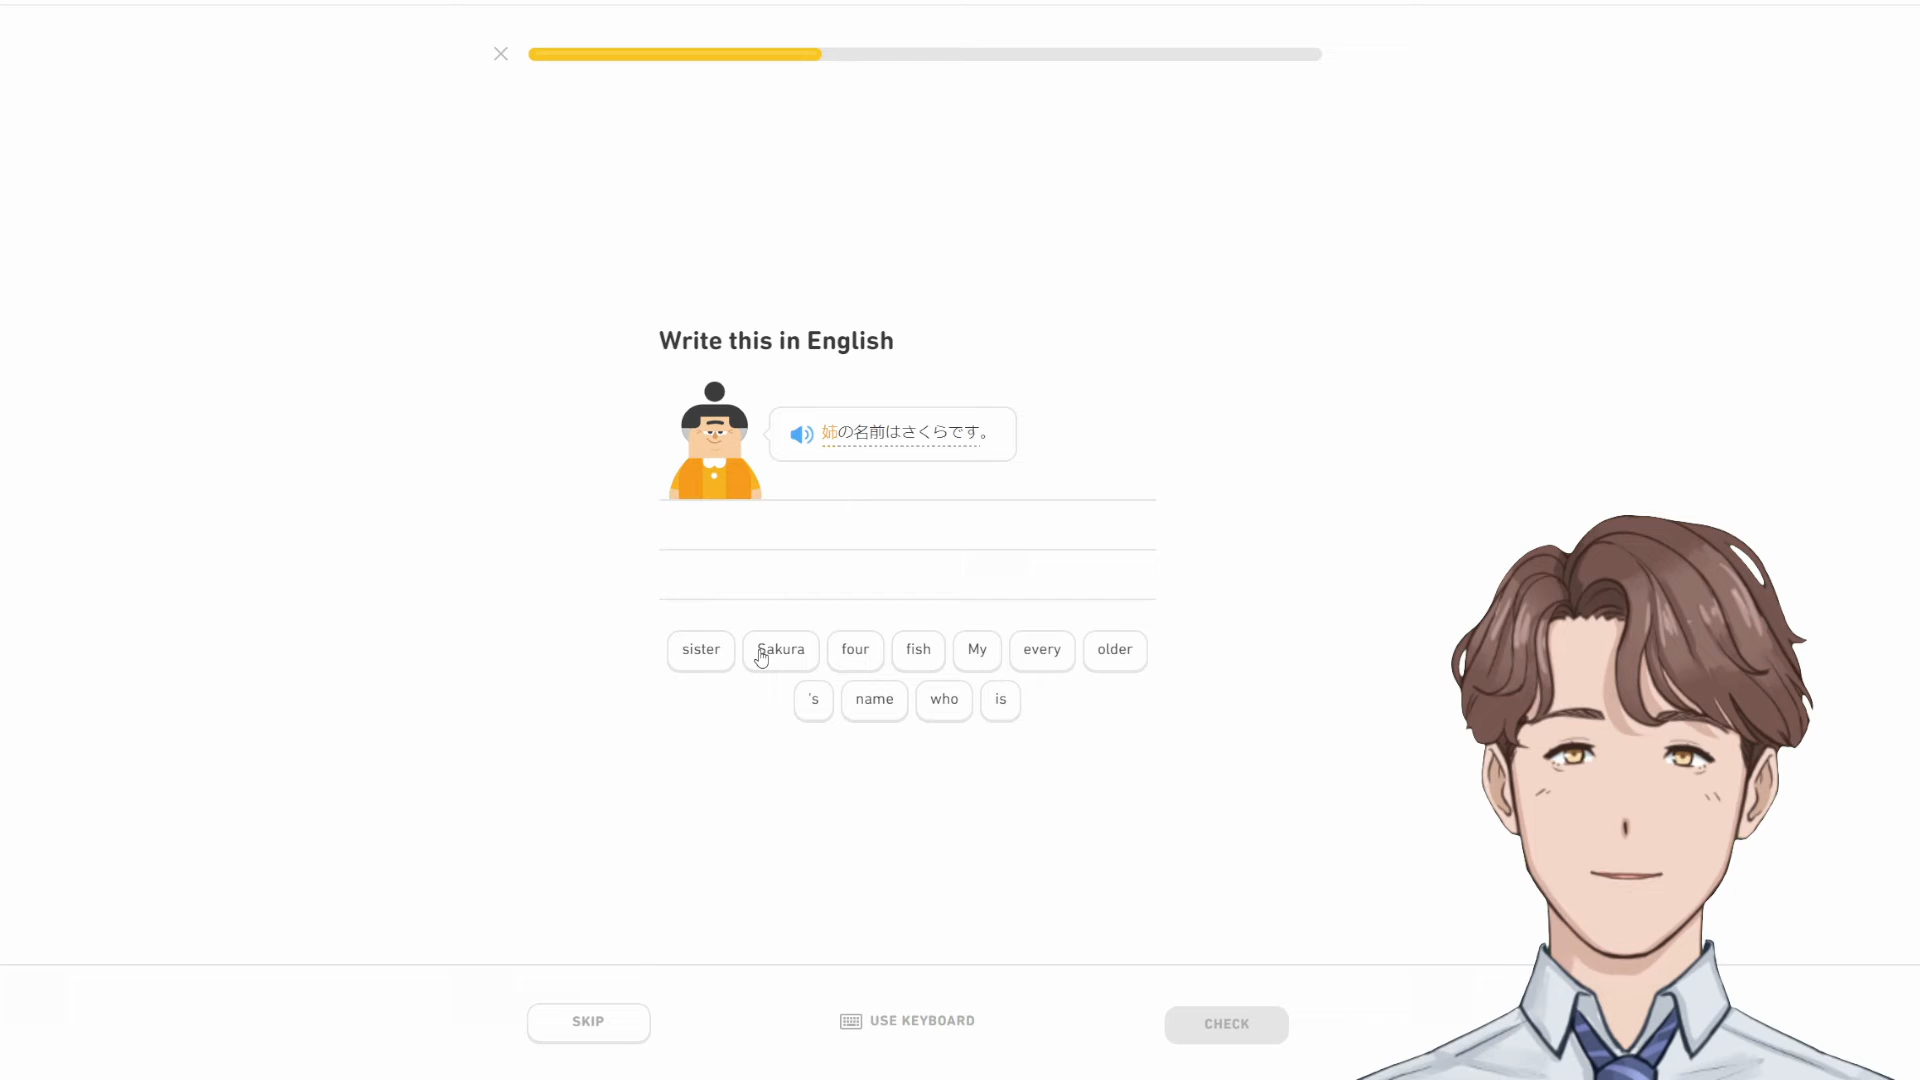 Write this in English
姉の名前はさくらです。
sister Sakura four fish My every older
's name who is
SKIP
USE KEYBOARD
CHECK